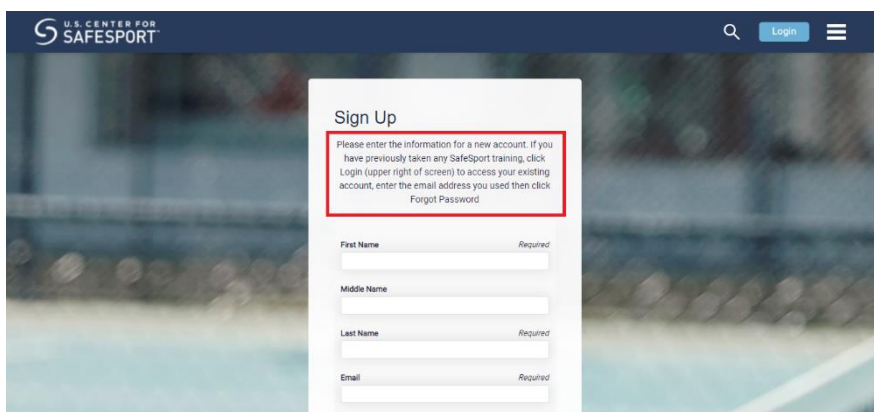 U.S. CENTER FOR
SAFESPORT
Login
Sign Up
Please enter the information for a new account. If you
have previously taken any SafeSport training, click
Login (upper right of screen) to access your existing
account, enter the email address you used then click
Forgot Password
First Name Required
Middle Name
Last Name Required
Email Required